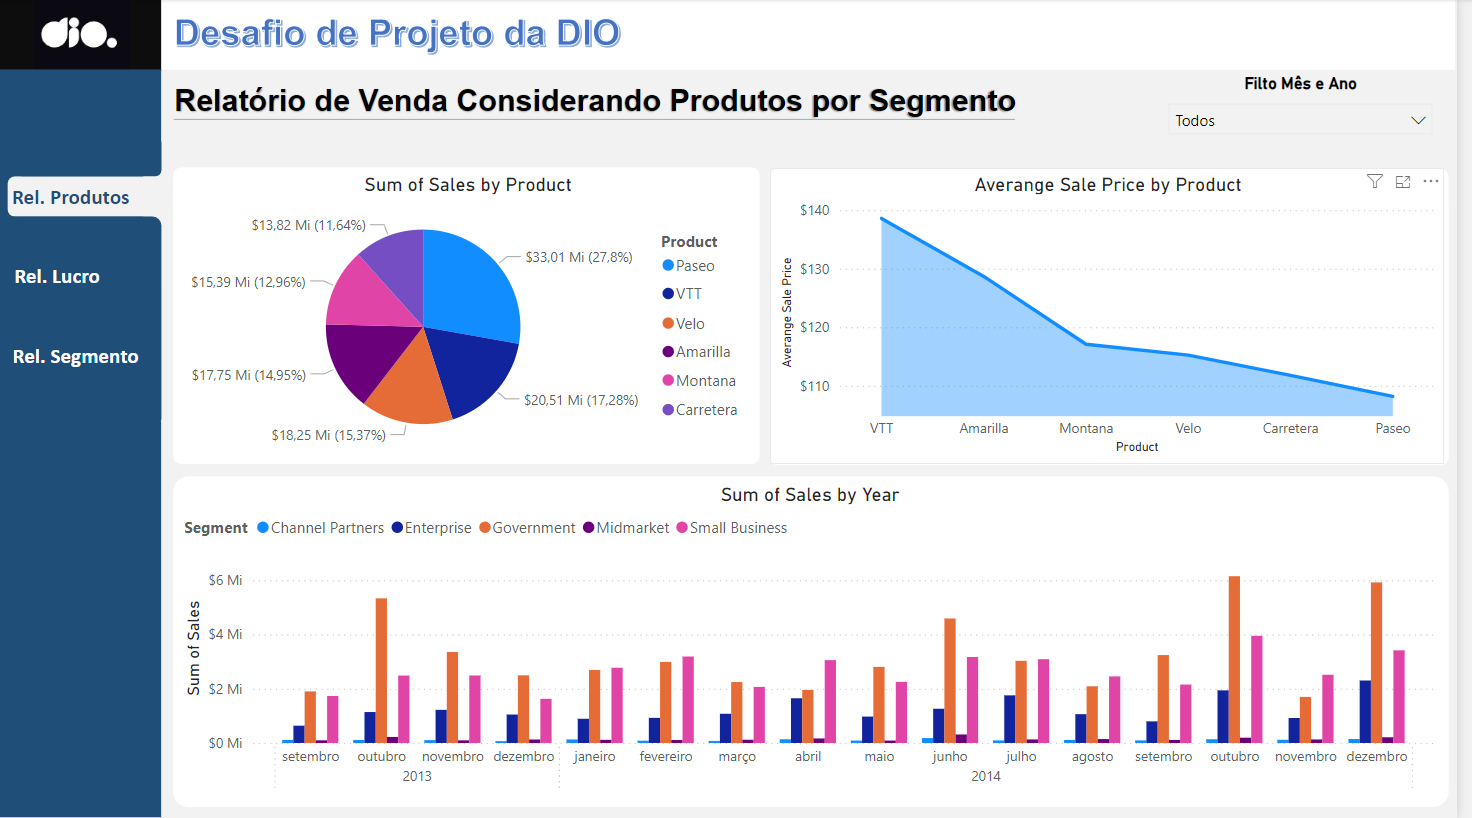 dio.
Desafio de Projeto da DIO
Relatório de Venda Considerando Produtos por Segmento
Filto Mês e Ano
Todos
Rel. Produtos
Rel. Lucro
Rel. Segmento
Sum of Sales by Product
$13,82 Mi (11,64%)
$33,01 Mi (27,8%)
$15,39 Mi (12,96%)
$17,75 Mi (14,95%)
$20,51 Mi (17,28%)
$18,25 Mi (15,37%)
Product
Paseo
VTT
Velo
Amarilla
Montana
Carretera
Averange Sale Price by Product
Averange Sale Price
$140
$130
$120
$110
VTT Amarilla Montana Velo Carretera Paseo
Product
Sum of Sales by Year
Segment Channel Partners Enterprise Government Midmarket Small Business
Sum of Sales
$6 Mi
$4 Mi
$2 Mi
$0 Mi
setembro outubro novembro dezembro janeiro fevereiro março abril maio junho julho agosto setembro outubro novembro dezembro
2013 2014